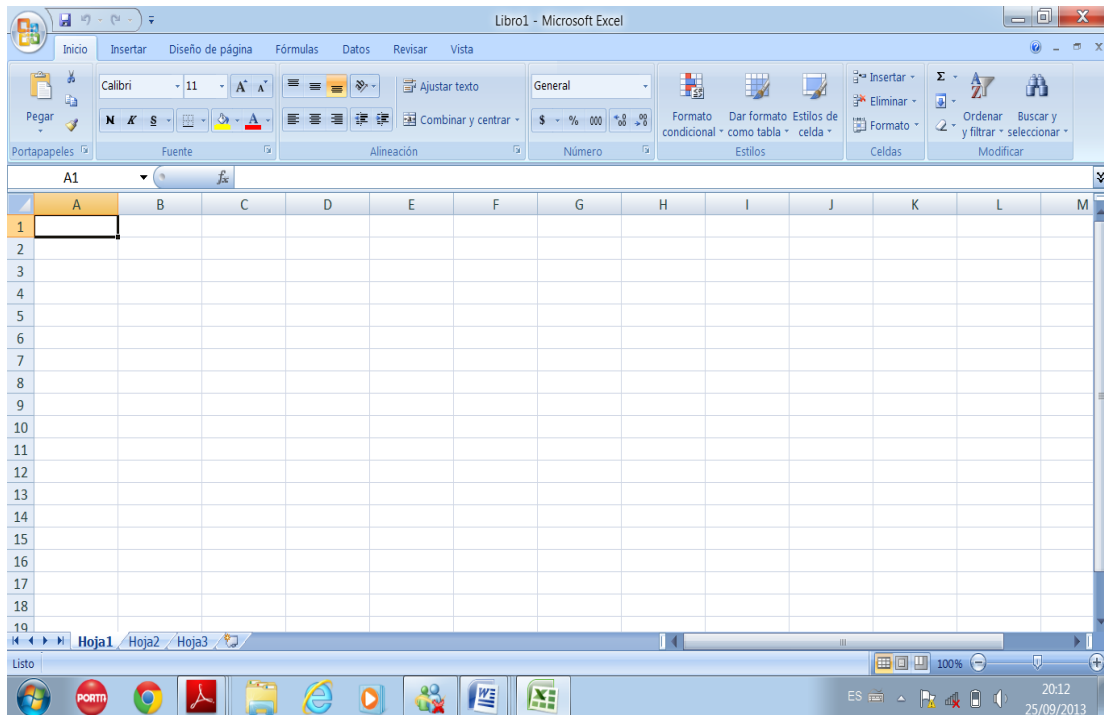 Libro1 - Microsoft Excel
Inicio Insertar Diseño de página Fórmulas Datos Revisar Vista
Pegar
Portapapeles
Calibri 11
N K S
Fuente
Ajustar texto
Combinar y centrar
Alineación
General
$ % 000
Número
Formato condicional
Dar formato como tabla
Estilos de celda
Estilos
Insertar
Eliminar
Formato
Celdas
Σ
Ordenar y filtrar
Buscar y seleccionar
Modificar
A1 fx
A B C D E F G H I J K L M
1
2
3
4
5
6
7
8
9
10
11
12
13
14
15
16
17
18
19
Hoja1 Hoja2 Hoja3
Listo 100%
PORTA
ES 20:12
25/09/2013